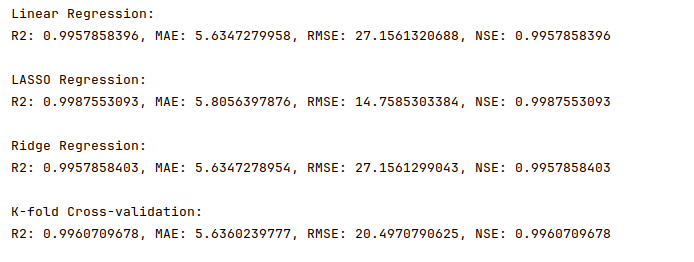 Linear Regression:
R2: 0.9957858396, MAE: 5.6347279958, RMSE: 27.1561320688, NSE: 0.9957858396
LASSO Regression:
R2: 0.9987553093, MAE: 5.8056397876, RMSE: 14.7585303384, NSE: 0.9987553093
Ridge Regression:
R2: 0.9957858403, MAE: 5.6347278954, RMSE: 27.1561299043, NSE: 0.9957858403
K-fold Cross-validation:
R2: 0.9960709678, MAE: 5.6360239777, RMSE: 20.4970790625, NSE: 0.9960709678